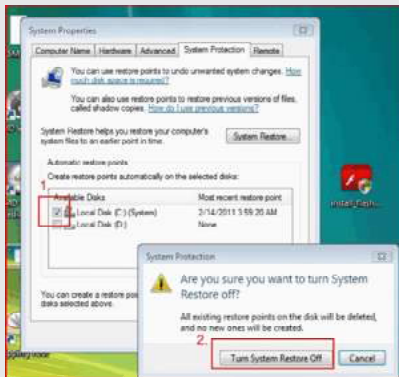 System Properties
Computer Name Hardware Advanced System Protection Remote
You can use restore points to undo unwanted system changes. How
much disk space is required?
You can also use restore points to restore previous versions of files,
called shadow copies. How do I use previous versions?
System Restore helps you restore your computer's
system files to an earlier point in time.
System Restore...
Automatic restore points
Create restore points automatically on the selected disks:
1.
Available Disks Most recent restore point
Local Disk (C:) (System) 2/14/2011 3:59:20 AM
Local Disk (D:) None
You can create a restore poi
disks selected above.
install_flash...
System Protection
Are you sure you want to turn System
Restore off?
All existing restore points on the disk will be deleted,
and no new ones will be created.
2.
Turn System Restore Off Cancel